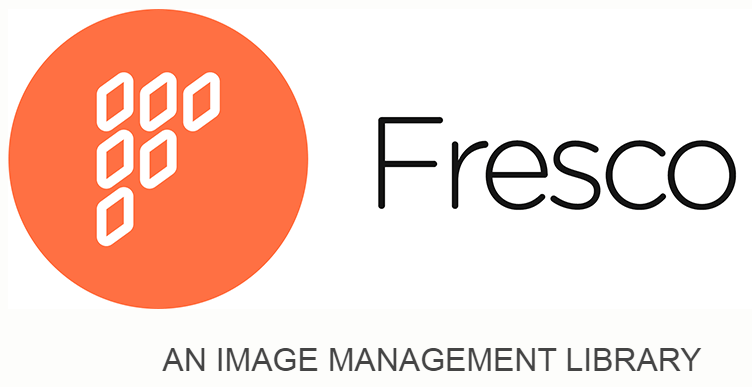 Fresco
AN IMAGE MANAGEMENT LIBRARY